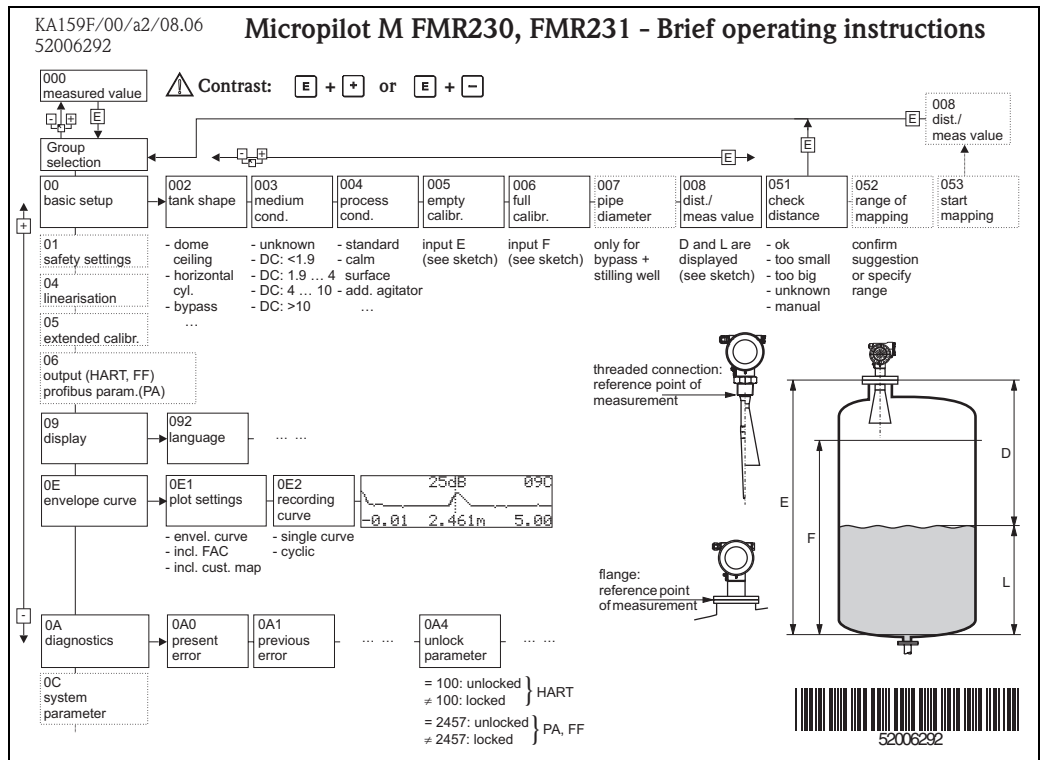 KA159F/00/a2/08.06
52006292
Micropilot M FMR230, FMR231 - Brief operating instructions
000
measured value
Contrast: E + + or E + −
- +
E
Group
selection
- +
E
E
E
008
dist./
meas value
+
00
basic setup
002
tank shape
003
medium
cond.
004
process
cond.
005
empty
calibr.
006
full
calibr.
007
pipe
diameter
008
dist./
meas value
051
check
distance
052
range of
mapping
053
start
mapping
- dome
ceiling
- horizontal
cyl.
- bypass
...
- unknown
- DC: <1.9
- DC: 1.9 ... 4
- DC: 4 ... 10
- DC: >10
- standard
- calm
surface
- add. agitator
...
input E
(see sketch)
input F
(see sketch)
only for
bypass +
stilling well
D and L are
displayed
(see sketch)
- ok
- too small
- too big
- unknown
- manual
confirm
suggestion
or specify
range
01
safety settings
04
linearisation
05
extended calibr.
06
output (HART, FF)
profibus param.(PA)
09
display
092
language
... ...
0E
envelope curve
0E1
plot settings
0E2
recording
curve
25dB 09C
-0.01 2.461m 5.00
- envel. curve
- incl. FAC
- incl. cust. map
- single curve
- cyclic
threaded connection:
reference point of
measurement
flange:
reference point
of measurement
E
F
D
L
-
0A
diagnostics
0A0
present
error
0A1
previous
error
... ...
0A4
unlock
parameter
... ...
0C
system
parameter
= 100: unlocked
≠ 100: locked
} HART
= 2457: unlocked
≠ 2457: locked
} PA, FF
52006292